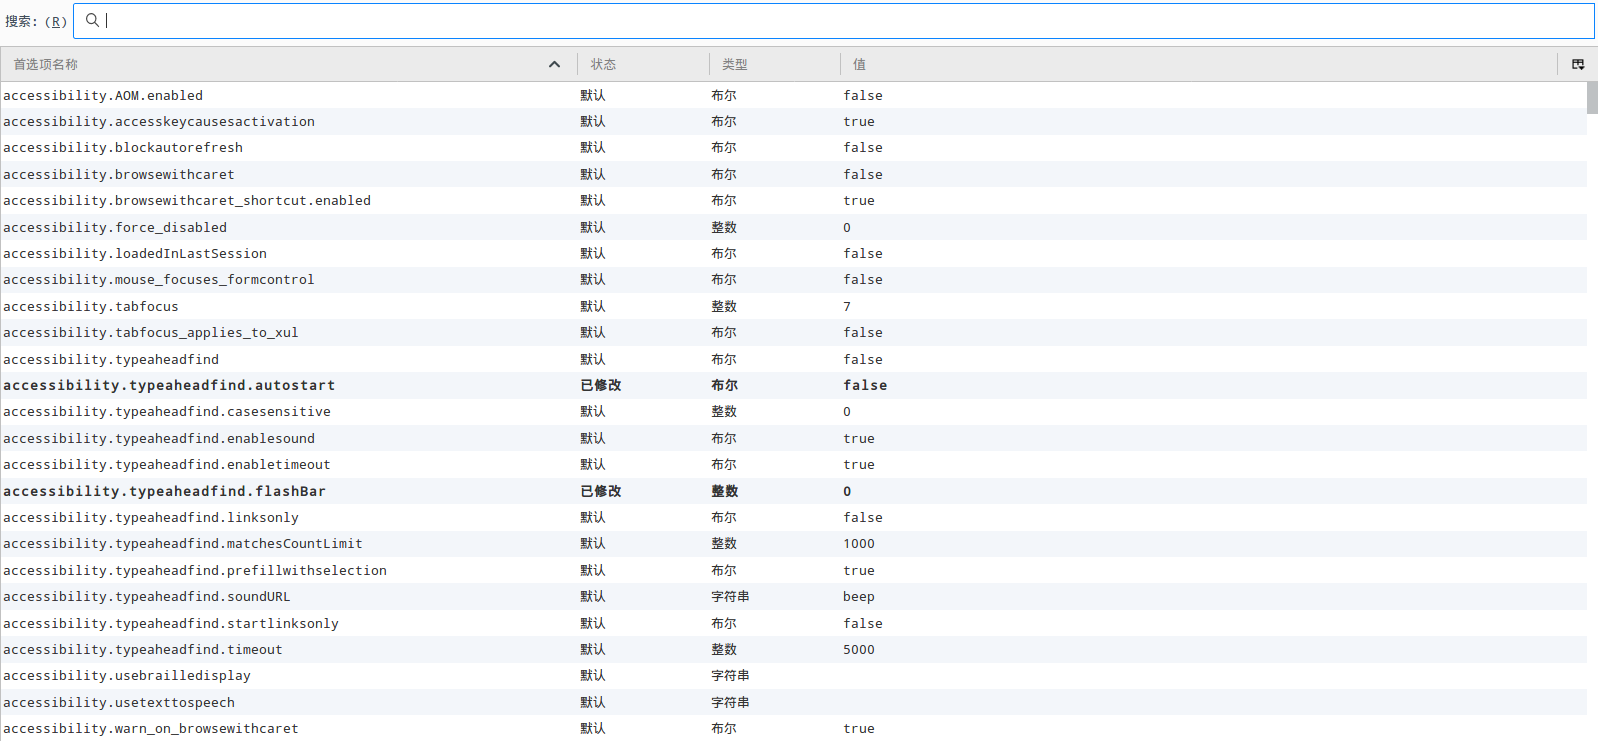 搜索: (R)
首选项名称 状态 类型 值
accessibility.AOM.enabled 默认 布尔 false
accessibility.accesskeycausesactivation 默认 布尔 true
accessibility.blockautorefresh 默认 布尔 false
accessibility.browsewithcaret 默认 布尔 false
accessibility.browsewithcaret_shortcut.enabled 默认 布尔 true
accessibility.force_disabled 默认 整数 0
accessibility.loadedInLastSession 默认 布尔 false
accessibility.mouse_focuses_formcontrol 默认 布尔 false
accessibility.tabfocus 默认 整数 7
accessibility.tabfocus_applies_to_xul 默认 布尔 false
accessibility.typeaheadfind 默认 布尔 false
accessibility.typeaheadfind.autostart 已修改 布尔 false
accessibility.typeaheadfind.casesensitive 默认 整数 0
accessibility.typeaheadfind.enablesound 默认 布尔 true
accessibility.typeaheadfind.enabletimeout 默认 布尔 true
accessibility.typeaheadfind.flashBar 已修改 整数 0
accessibility.typeaheadfind.linksonly 默认 布尔 false
accessibility.typeaheadfind.matchesCountLimit 默认 整数 1000
accessibility.typeaheadfind.prefillwithselection 默认 布尔 true
accessibility.typeaheadfind.soundURL 默认 字符串 beep
accessibility.typeaheadfind.startlinksonly 默认 布尔 false
accessibility.typeaheadfind.timeout 默认 整数 5000
accessibility.usebrailledisplay 默认 字符串
accessibility.usetexttospeech 默认 字符串
accessibility.warn_on_browsewithcaret 默认 布尔 true